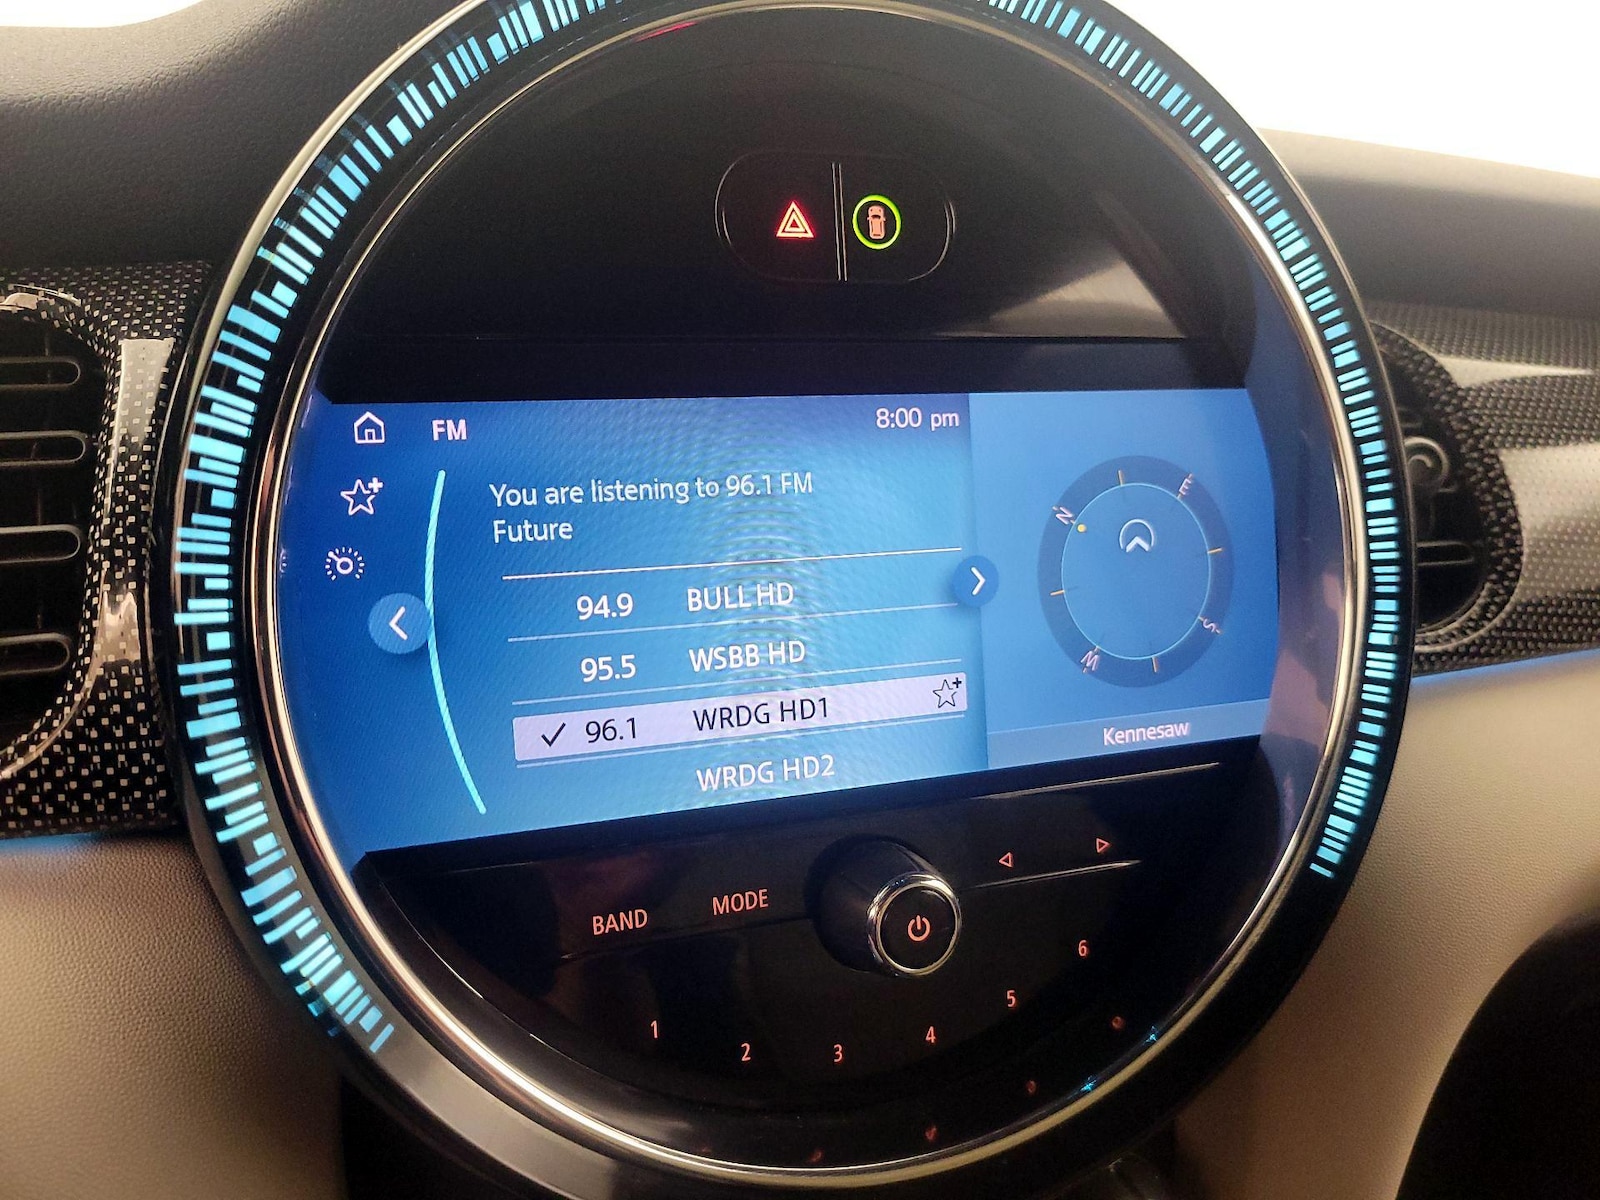 FM
8:00 pm
You are listening to 96.1 FM
Future
94.9 BULL HD
95.5 WSBB HD
✓ 96.1 WRDG HD1
WRDG HD2
N
E
S
W
Kennesaw
BAND
MODE
1
2
3
4
5
6